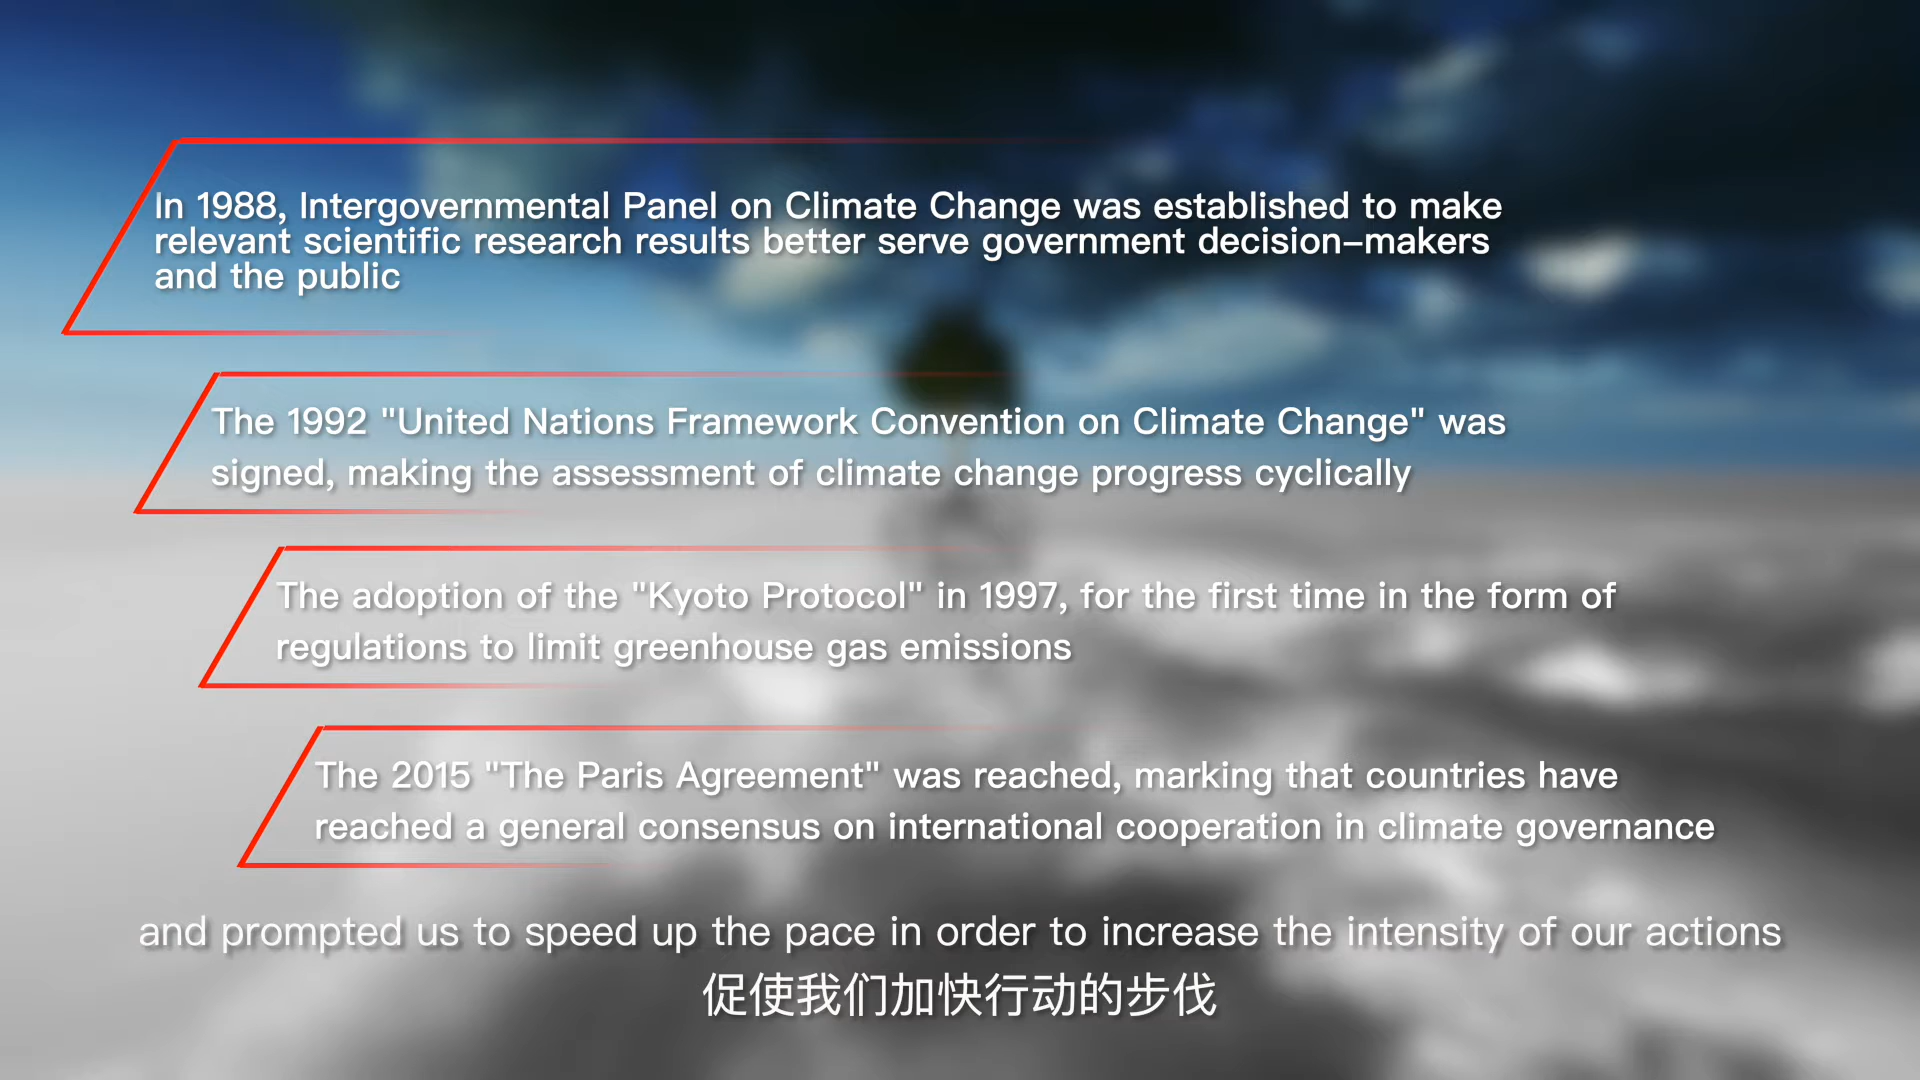 In 1988, Intergovernmental Panel on Climate Change was established to make
relevant scientific research results better serve government decision-makers
and the public
The 1992 "United Nations Framework Convention on Climate Change" was
signed, making the assessment of climate change progress cyclically
The adoption of the "Kyoto Protocol" in 1997, for the first time in the form of
regulations to limit greenhouse gas emissions
The 2015 "The Paris Agreement" was reached, marking that countries have
reached a general consensus on international cooperation in climate governance
and prompted us to speed up the pace in order to increase the intensity of our actions
促使我们加快行动的步伐